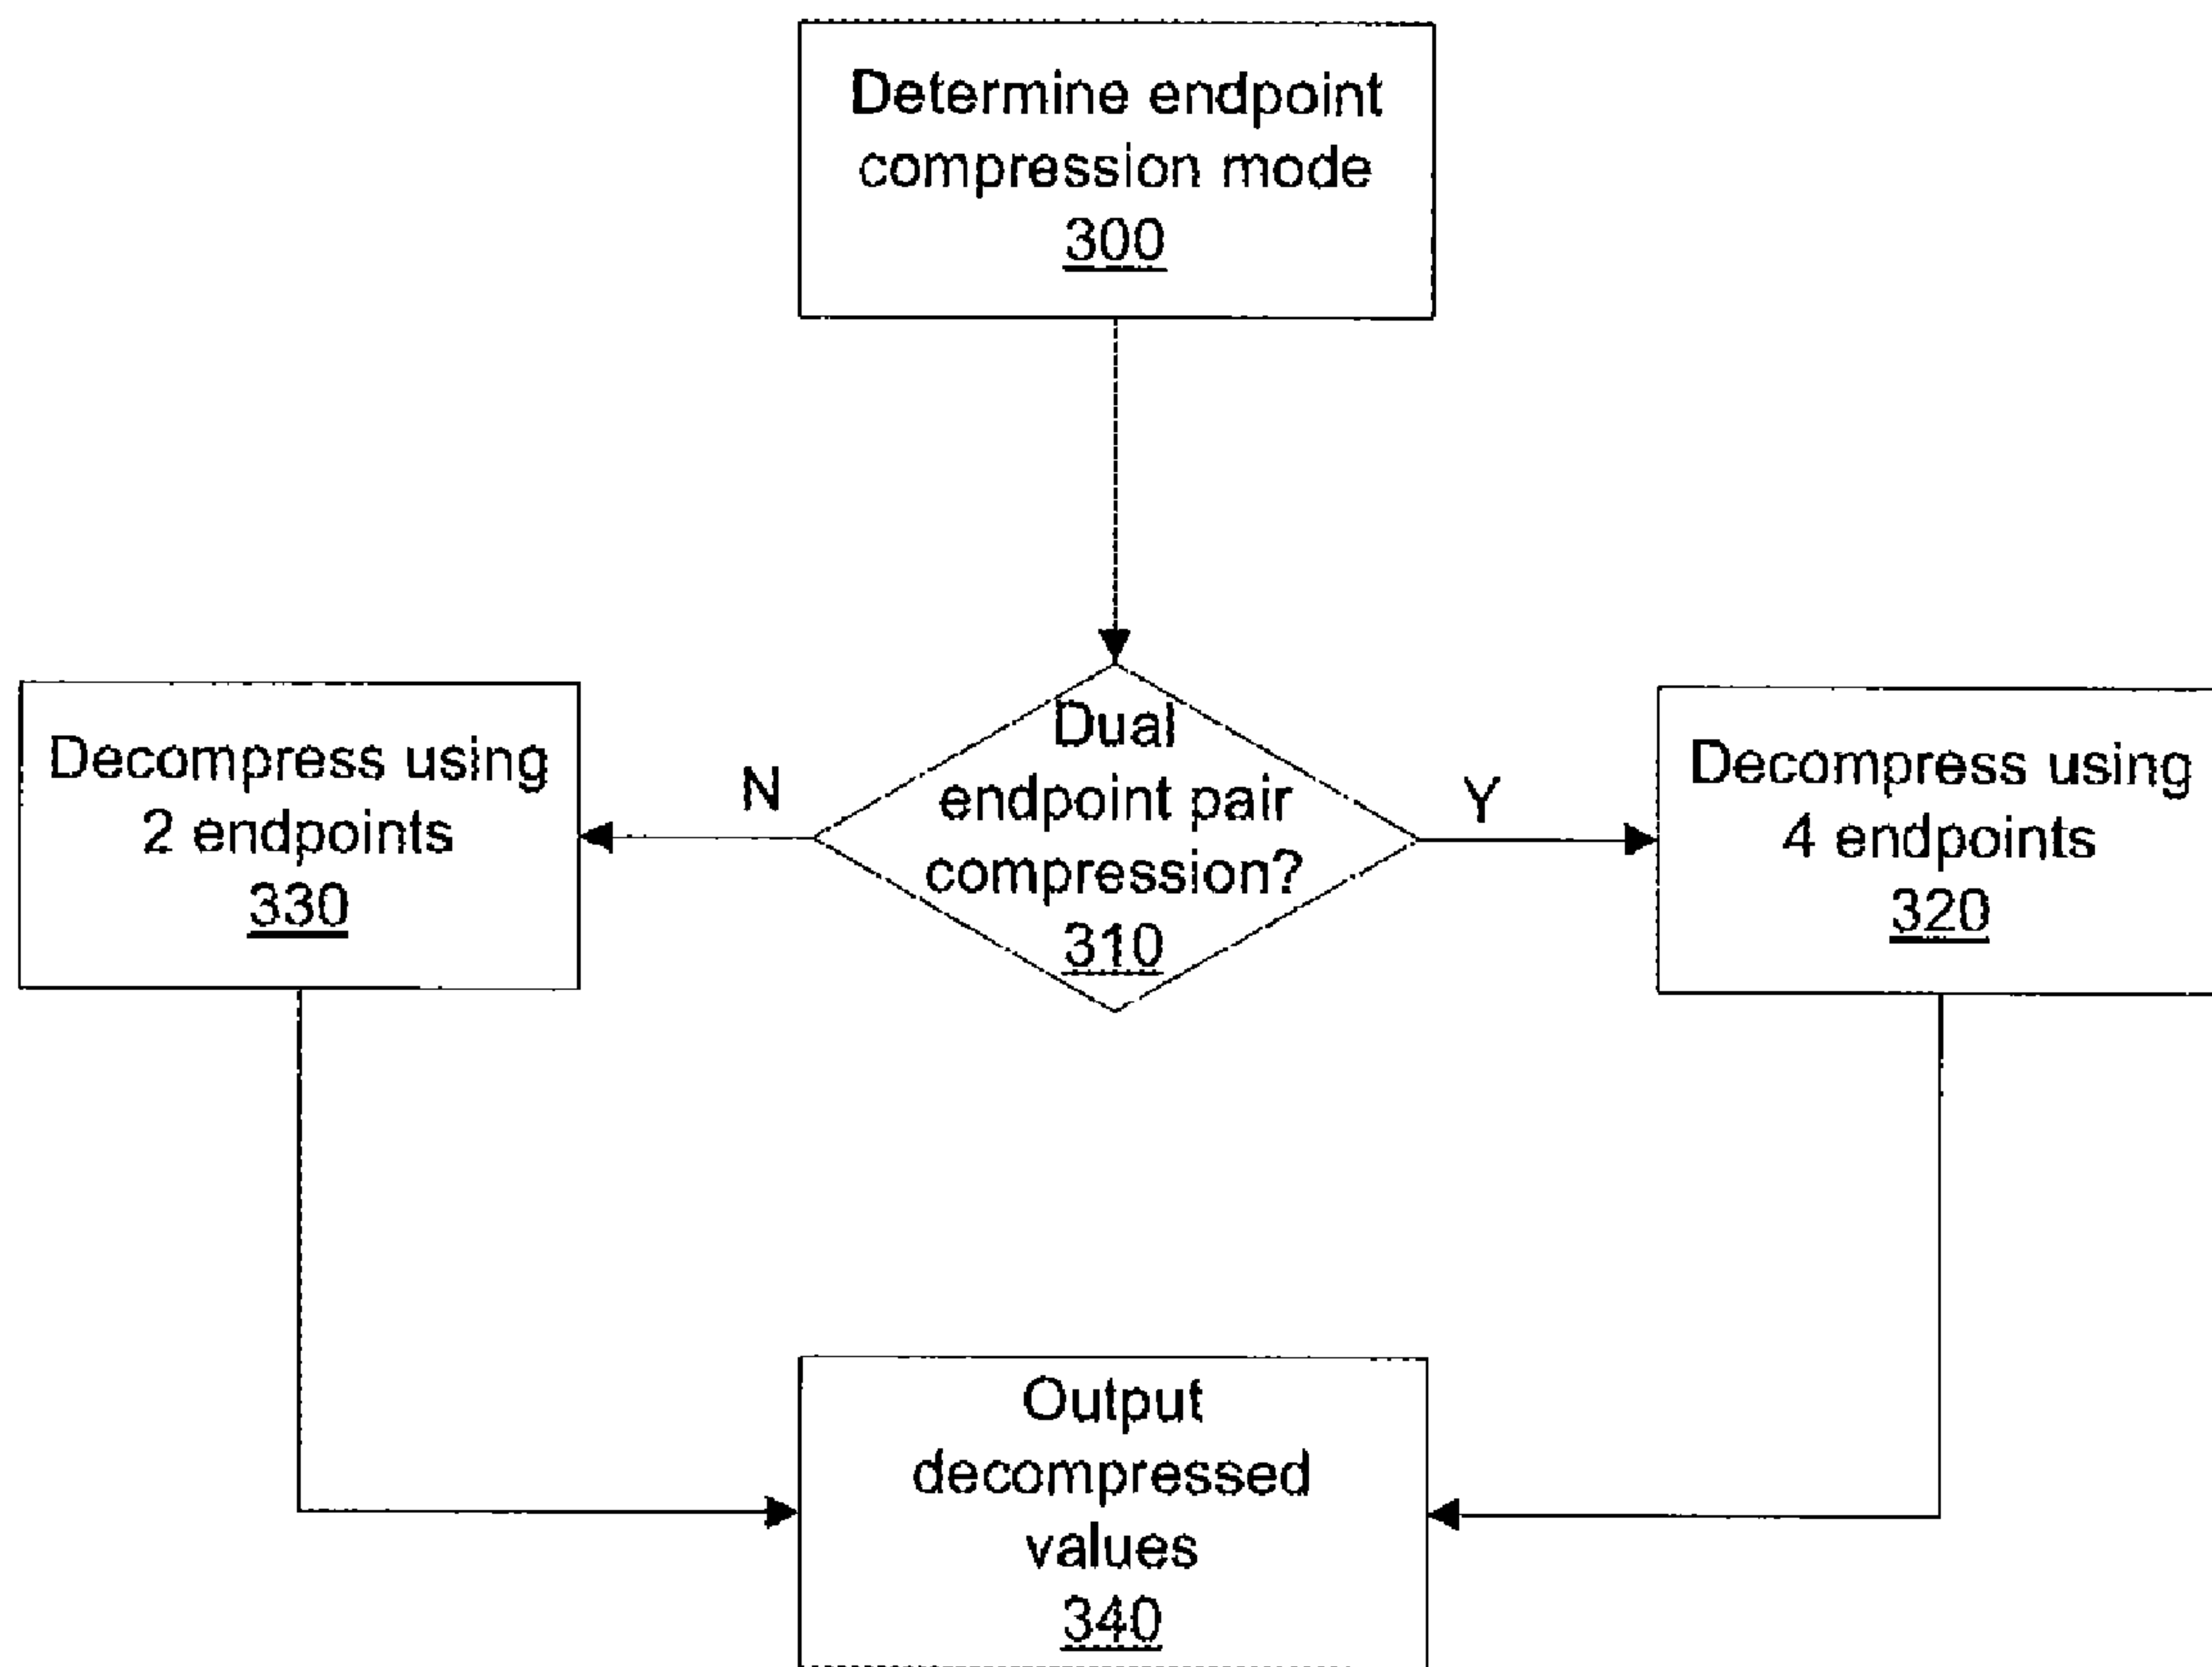 Determine endpoint
compression mode
300
Dual
endpoint pair
compression?
310
N
Y
Decompress using
2 endpoints
330
Decompress using
4 endpoints
320
Output
decompressed
values
340